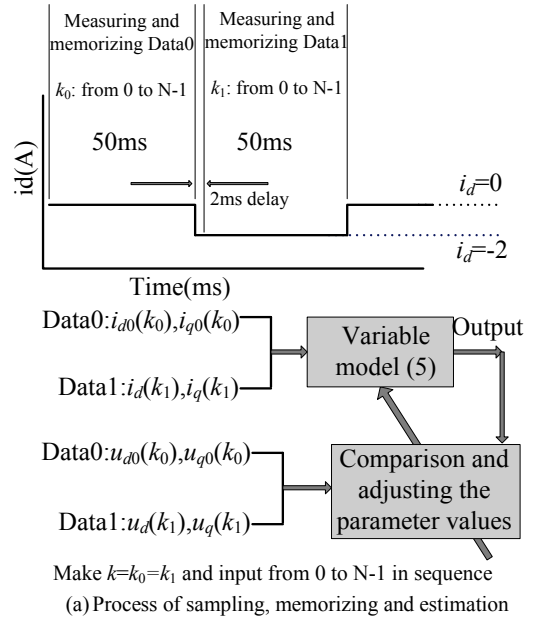 Measuring and
memorizing Data0
Measuring and
memorizing Data1
k0: from 0 to N-1
k1: from 0 to N-1
50ms
50ms
2ms delay
id(A)
id=0
id=-2
Time(ms)
Data0:id0(k0),iq0(k0)
Data1:id(k1),iq(k1)
Variable
model (5)
Output
Data0:ud0(k0),uq0(k0)
Data1:ud(k1),uq(k1)
Comparison and
adjusting the
parameter values
Make k=k0=k1 and input from 0 to N-1 in sequence
(a) Process of sampling, memorizing and estimation